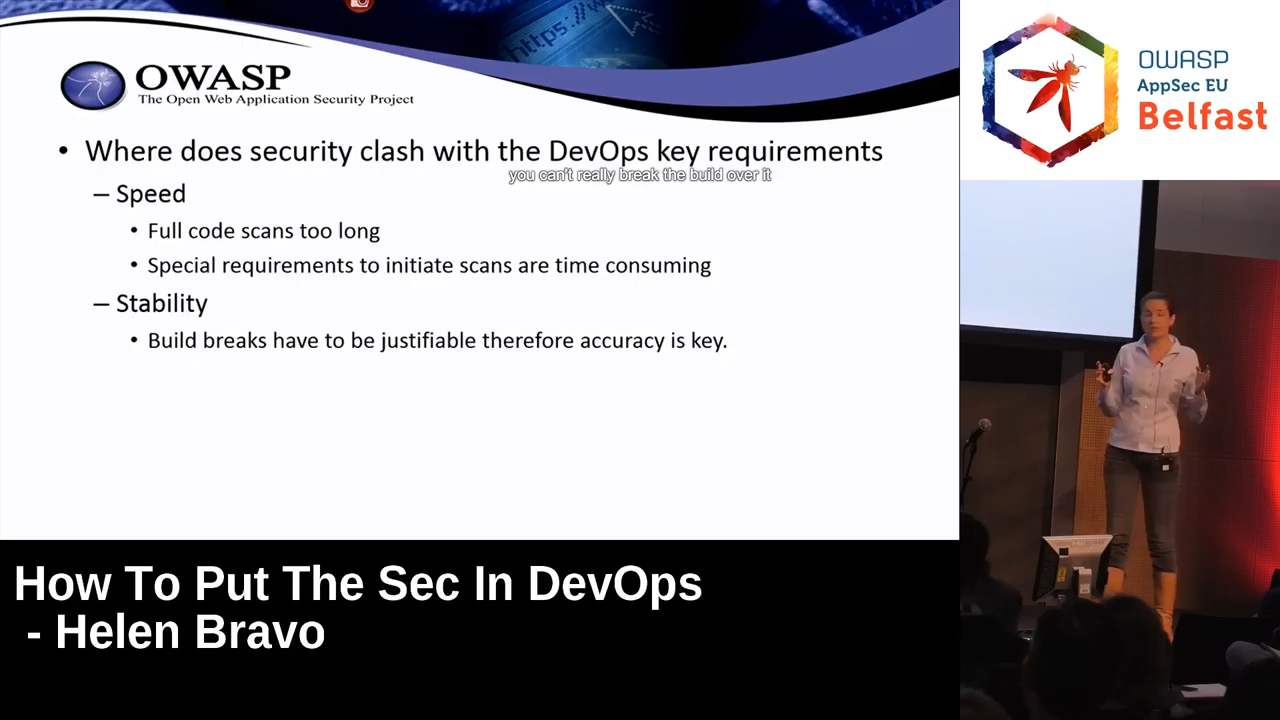 https://w
OWASP
The Open Web Application Security Project
• Where does security clash with the DevOps key requirements
you can't really break the build over it
– Speed
• Full code scans too long
• Special requirements to initiate scans are time consuming
– Stability
• Build breaks have to be justifiable therefore accuracy is key.
OWASP
AppSec EU
Belfast
How To Put The Sec In DevOps
- Helen Bravo